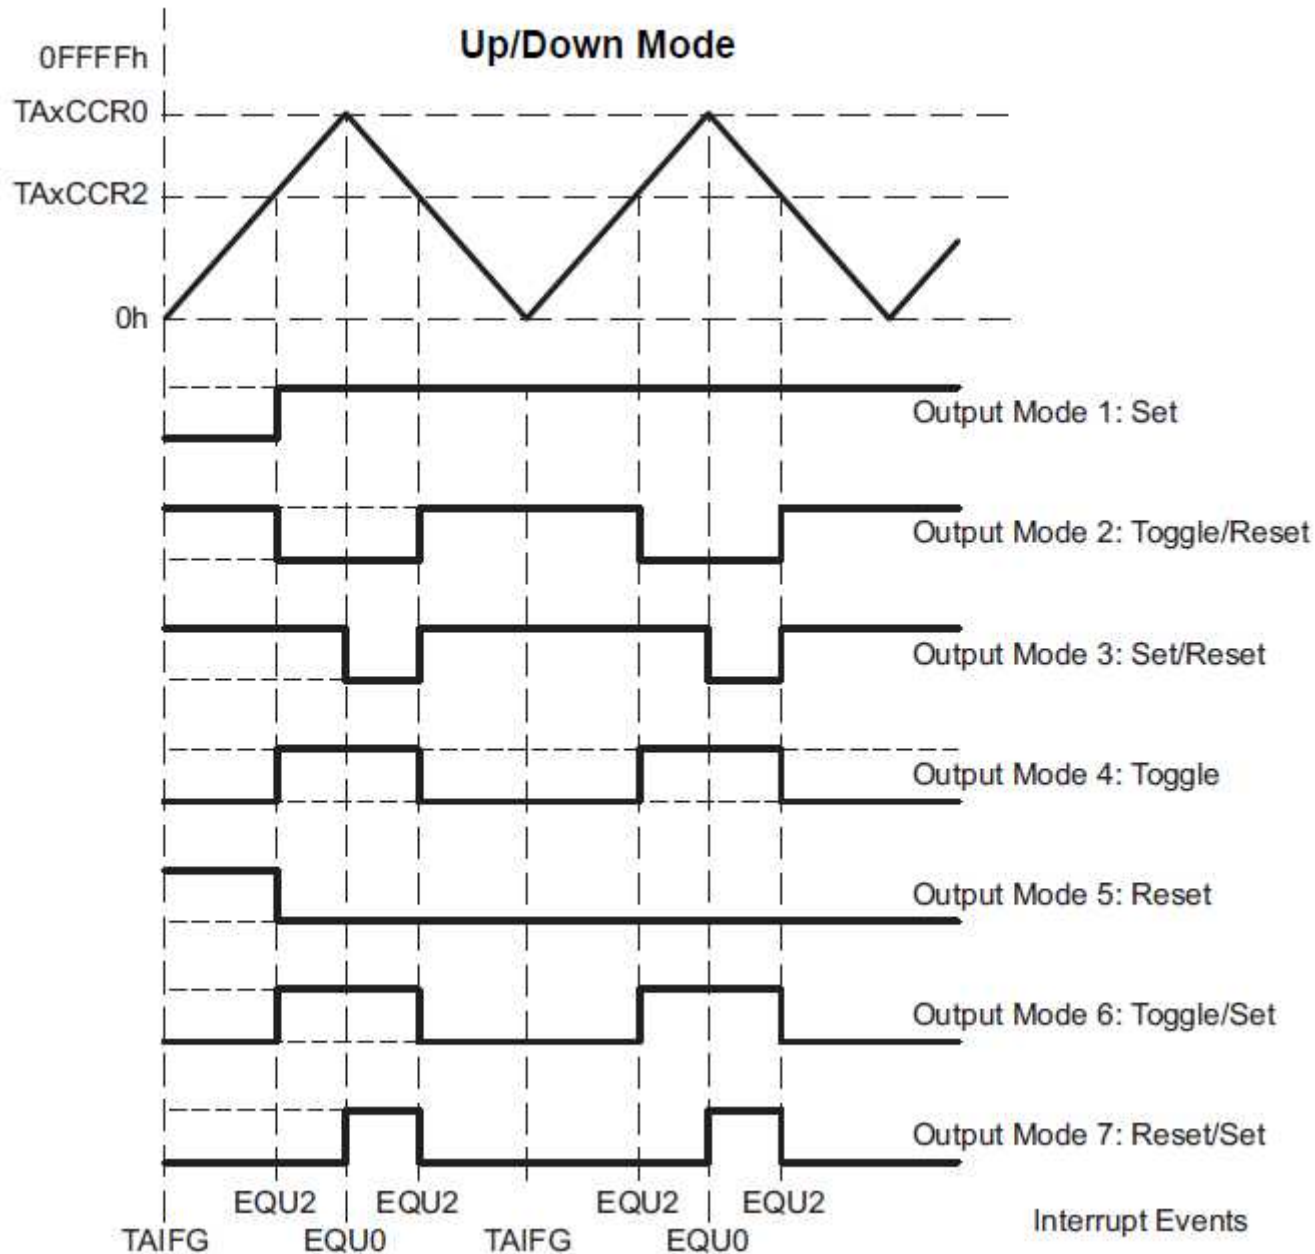 Up/Down Mode
0FFFFh
TAxCCR0
TAxCCR2
0h
Output Mode 1: Set
Output Mode 2: Toggle/Reset
Output Mode 3: Set/Reset
Output Mode 4: Toggle
Output Mode 5: Reset
Output Mode 6: Toggle/Set
Output Mode 7: Reset/Set
EQU2 EQU2 EQU2 EQU2
TAIFG EQU0 TAIFG EQU0
Interrupt Events